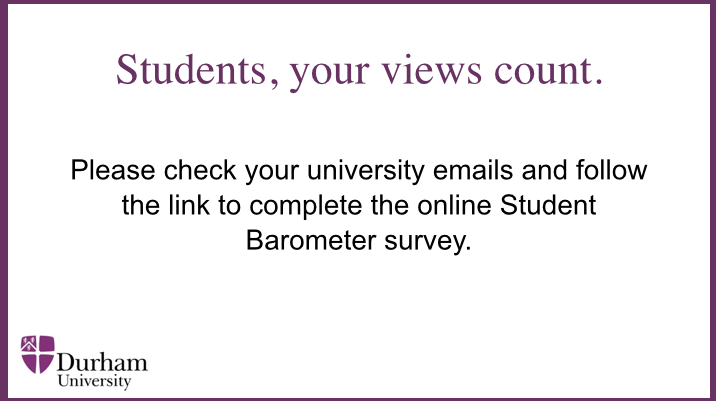 Students, your views count.
Please check your university emails and follow
the link to complete the online Student
Barometer survey.
Durham
University